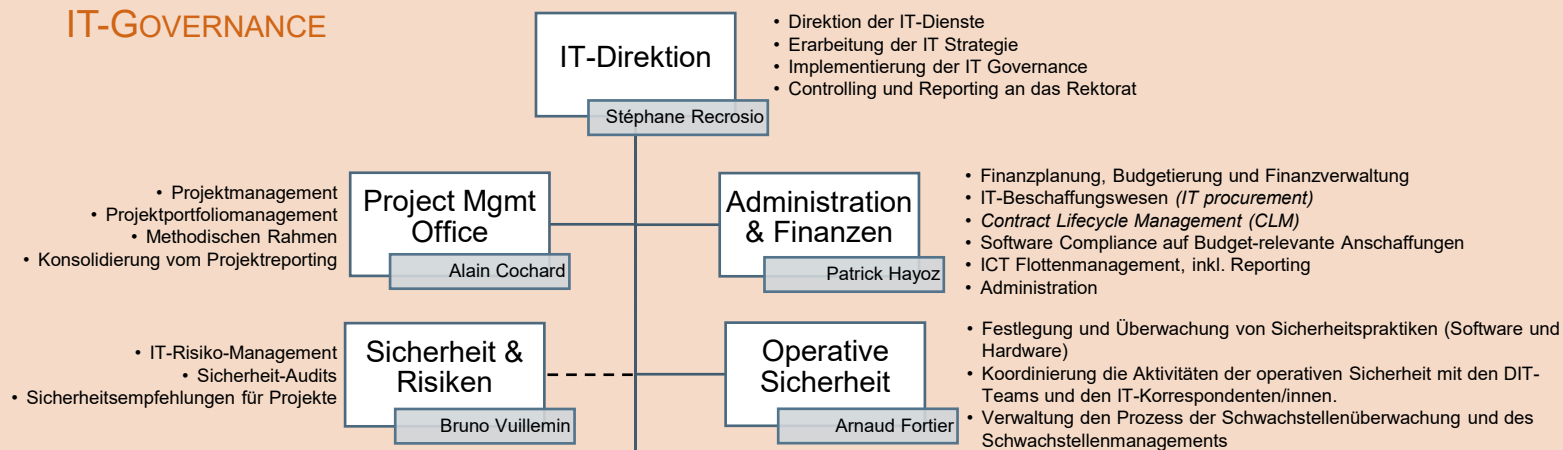 IT-GOVERNANCE
IT-Direktion
Stéphane Recrosio
• Direktion der IT-Dienste
• Erarbeitung der IT Strategie
• Implementierung der IT Governance
• Controlling und Reporting an das Rektorat
• Projektmanagement
• Projektportfoliomanagement
• Methodischen Rahmen
• Konsolidierung vom Projektreporting
Project Mgmt
Office
Alain Cochard
Administration
& Finanzen
Patrick Hayoz
• Finanzplanung, Budgetierung und Finanzverwaltung
• IT-Beschaffungswesen (IT procurement)
• Contract Lifecycle Management (CLM)
• Software Compliance auf Budget-relevante Anschaffungen
• ICT Flottenmanagement, inkl. Reporting
• Administration
• IT-Risiko-Management
• Sicherheit-Audits
• Sicherheitsempfehlungen für Projekte
Sicherheit &
Risiken
Bruno Vuillemin
Operative
Sicherheit
Arnaud Fortier
• Festlegung und Überwachung von Sicherheitspraktiken (Software und
Hardware)
• Koordinierung die Aktivitäten der operativen Sicherheit mit den DIT-
Teams und den IT-Korrespondenten/innen.
• Verwaltung den Prozess der Schwachstellenüberwachung und des
Schwachstellenmanagements